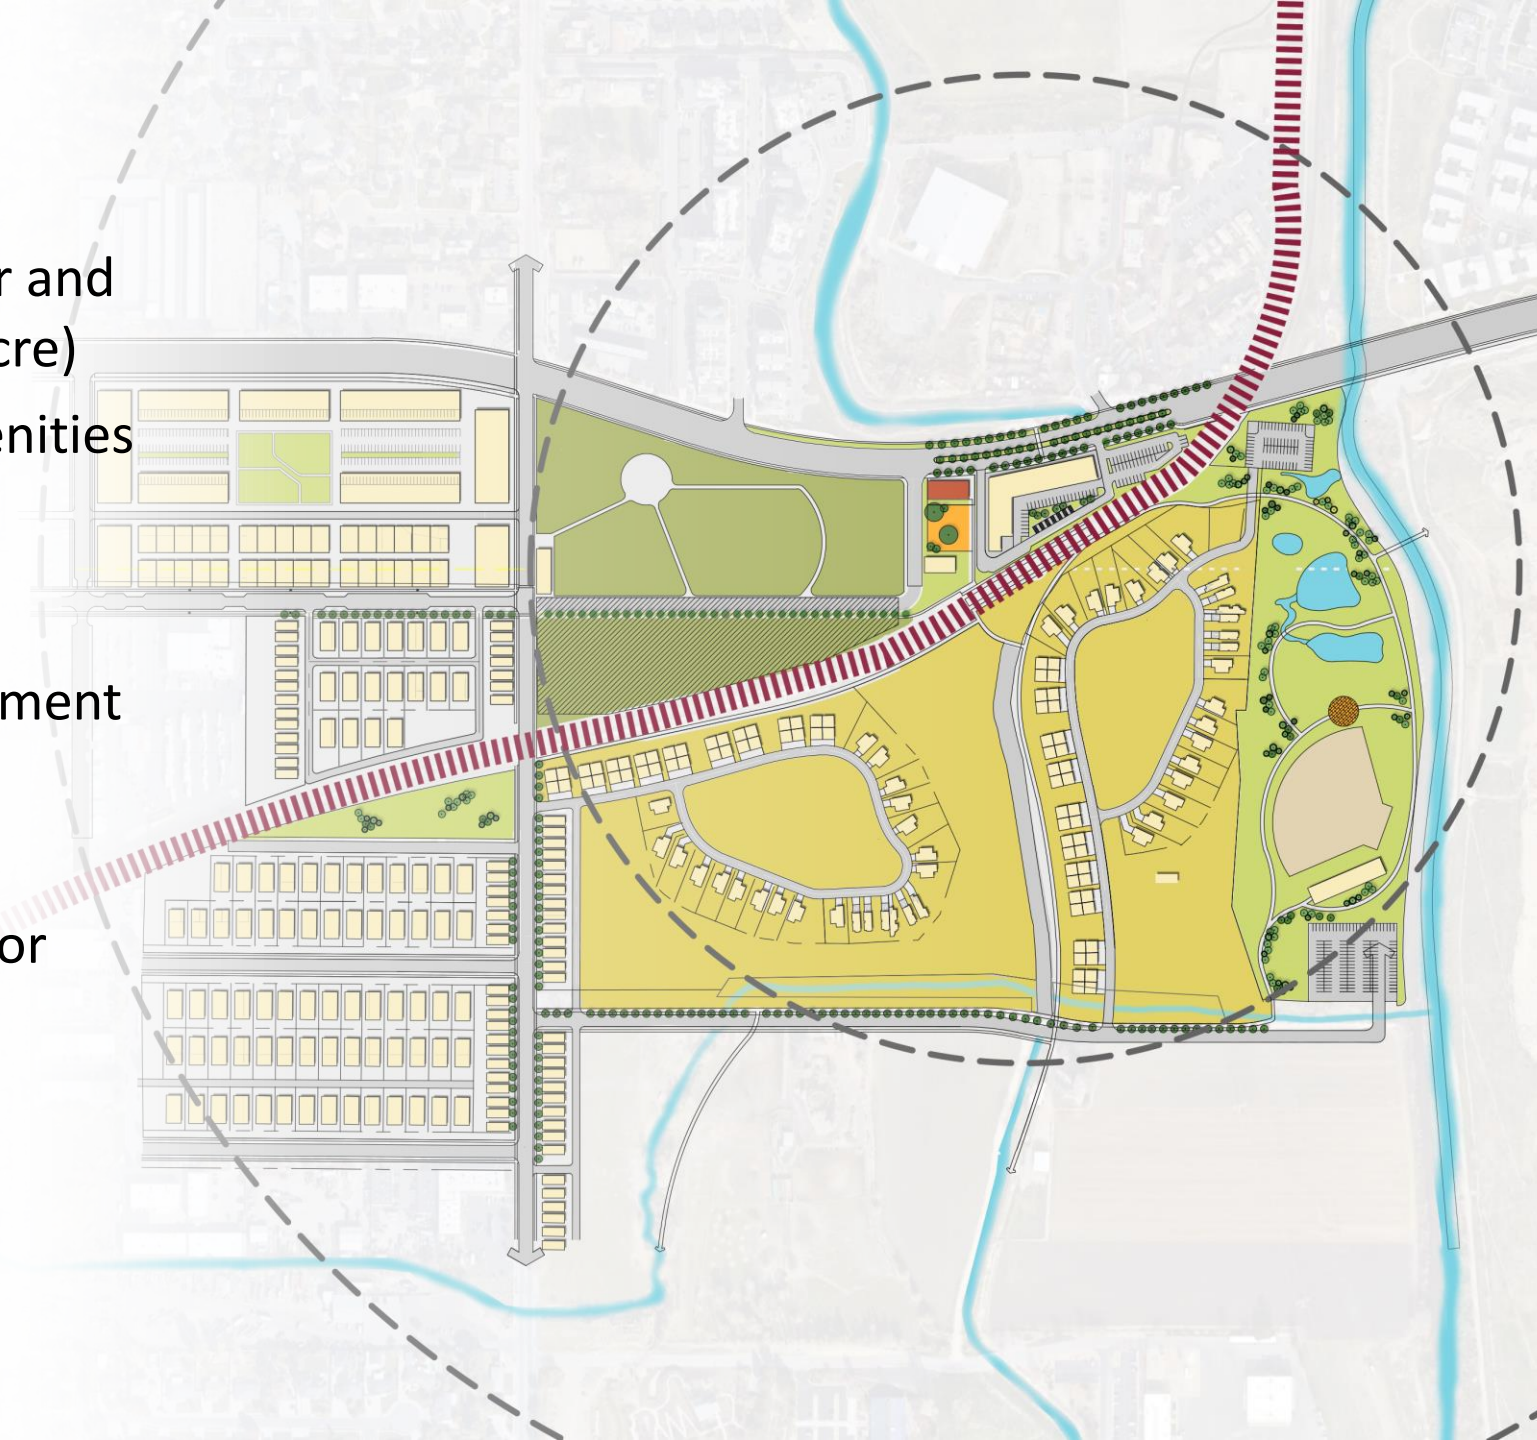 r and
cre)
enities
ment
or